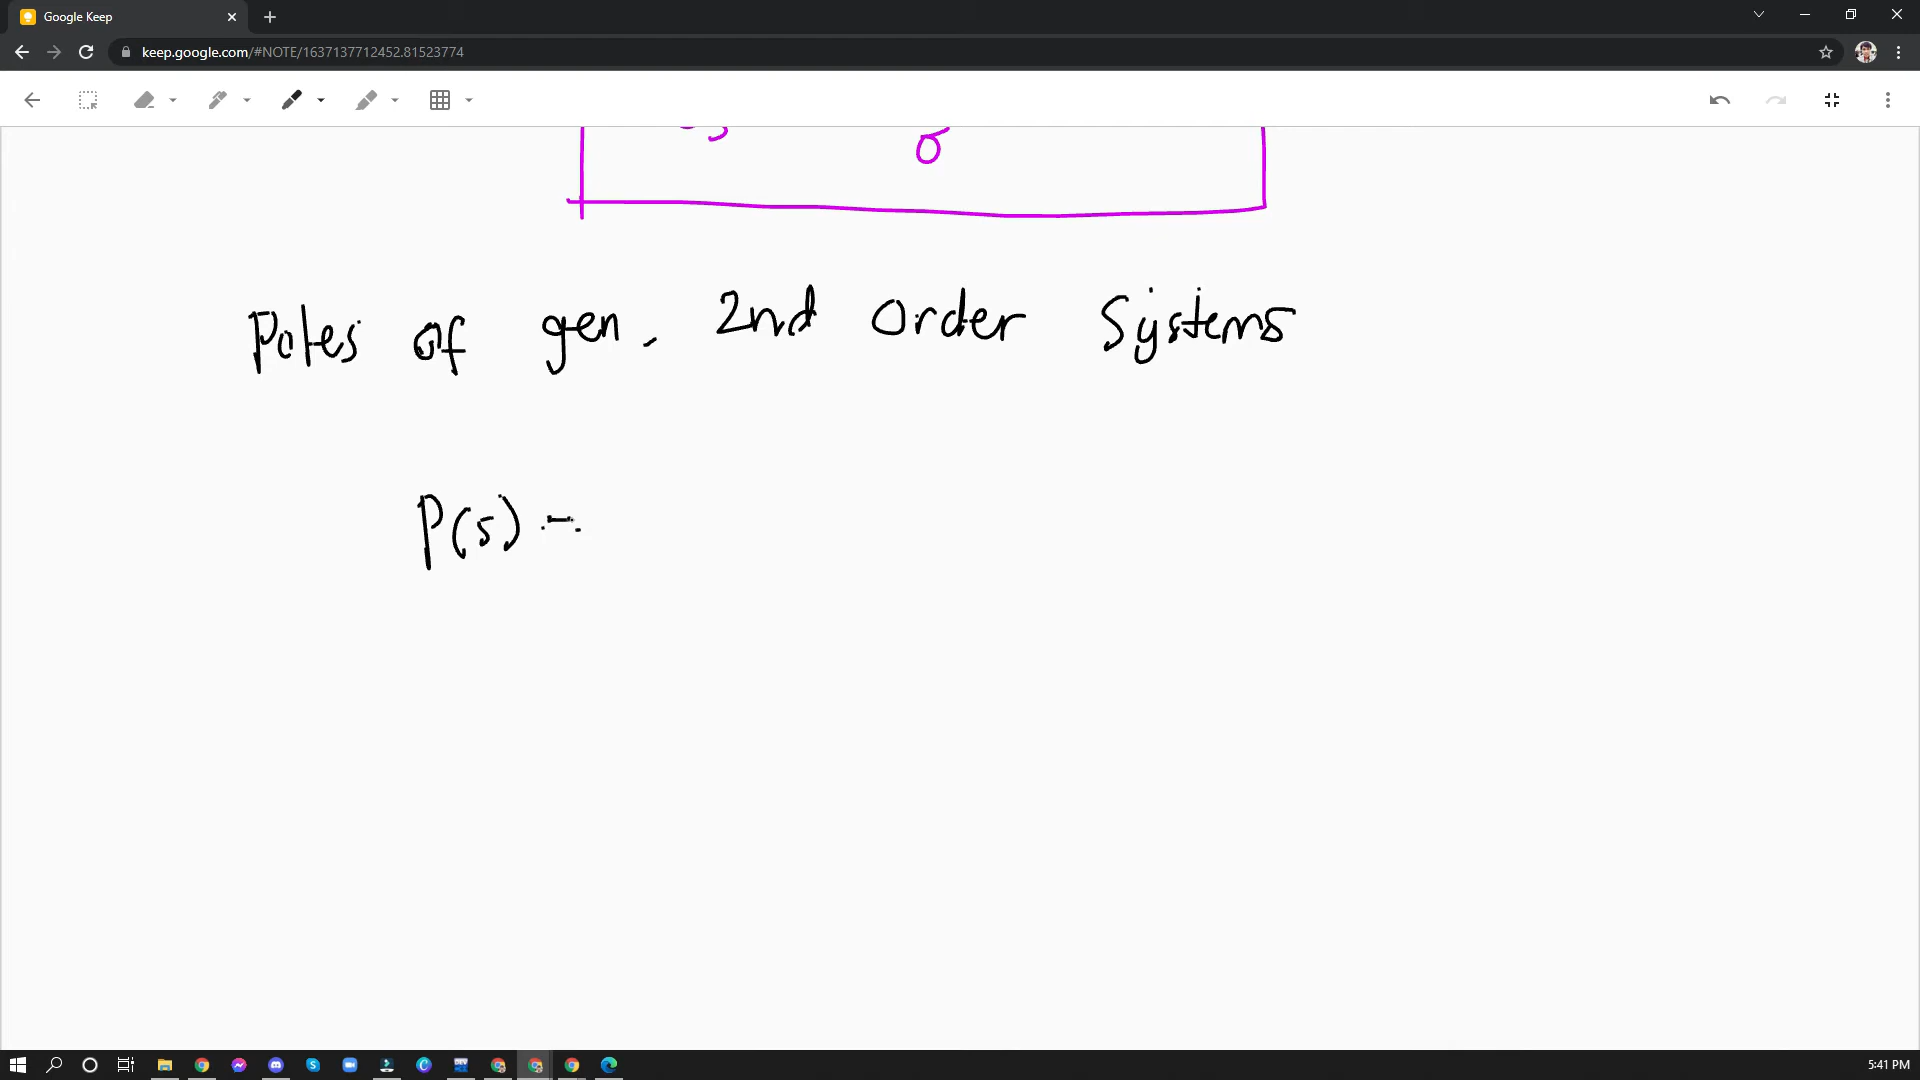 Google Keep
keep.google.com/#NOTE/1637137712452.81523774
σ
Poles of gen. 2nd Order Systems
P(s) =
5:41 PM